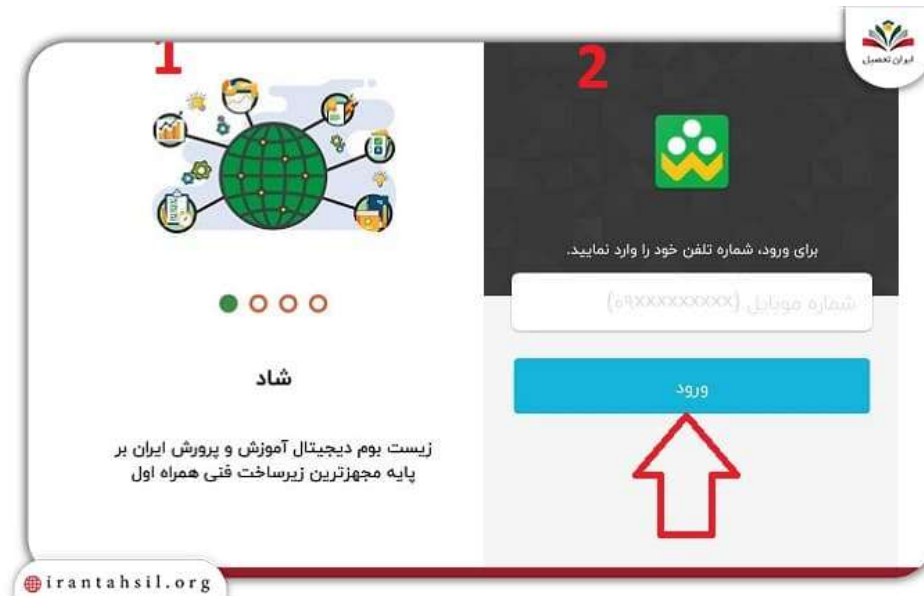 1
شاد
زیست بوم دیجیتال آموزش و پرورش ایران بر
پایه مجهزترین زیرساخت فنی همراه اول
2
برای ورود، شماره تلفن خود را وارد نمایید.
شماره موبایل (۰۹xxxxxxxxx)
ورود
ایران تحصیل
irantahsil.org